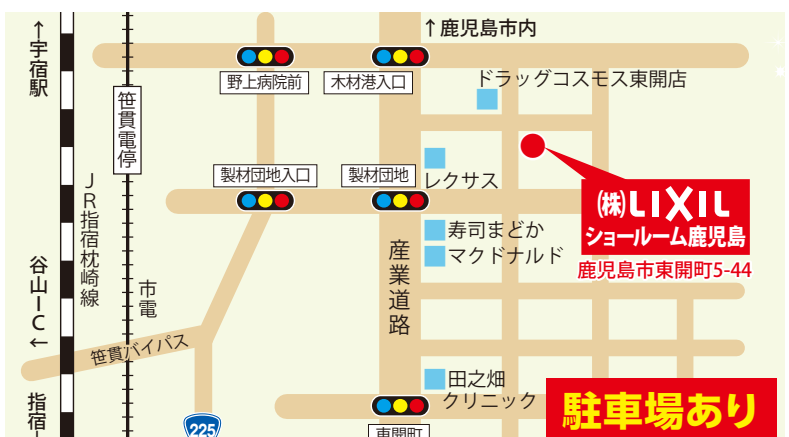 ↑鹿児島市内
↑宇宿駅
野上病院前
木材港入口
ドラッグコスモス東開店
笹貫電停
製材団地入口
製材団地
レクサス
(株)LIXIL
ショールーム鹿児島
鹿児島市東開町5-44
JR指宿枕崎線
寿司まどか
マクドナルド
産業道路
谷山IC←
市電
笹貫バイパス
田之畑
クリニック
駐車場あり
指宿
225
東開町